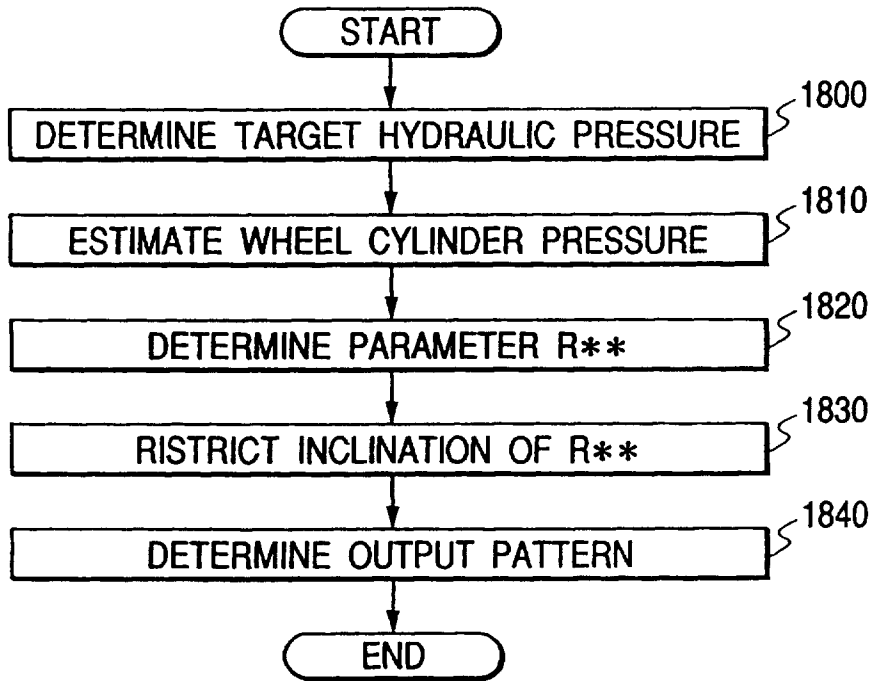 START
1800
DETERMINE TARGET HYDRAULIC PRESSURE
1810
ESTIMATE WHEEL CYLINDER PRESSURE
1820
DETERMINE PARAMETER R**
1830
RISTRICT INCLINATION OF R**
1840
DETERMINE OUTPUT PATTERN
END